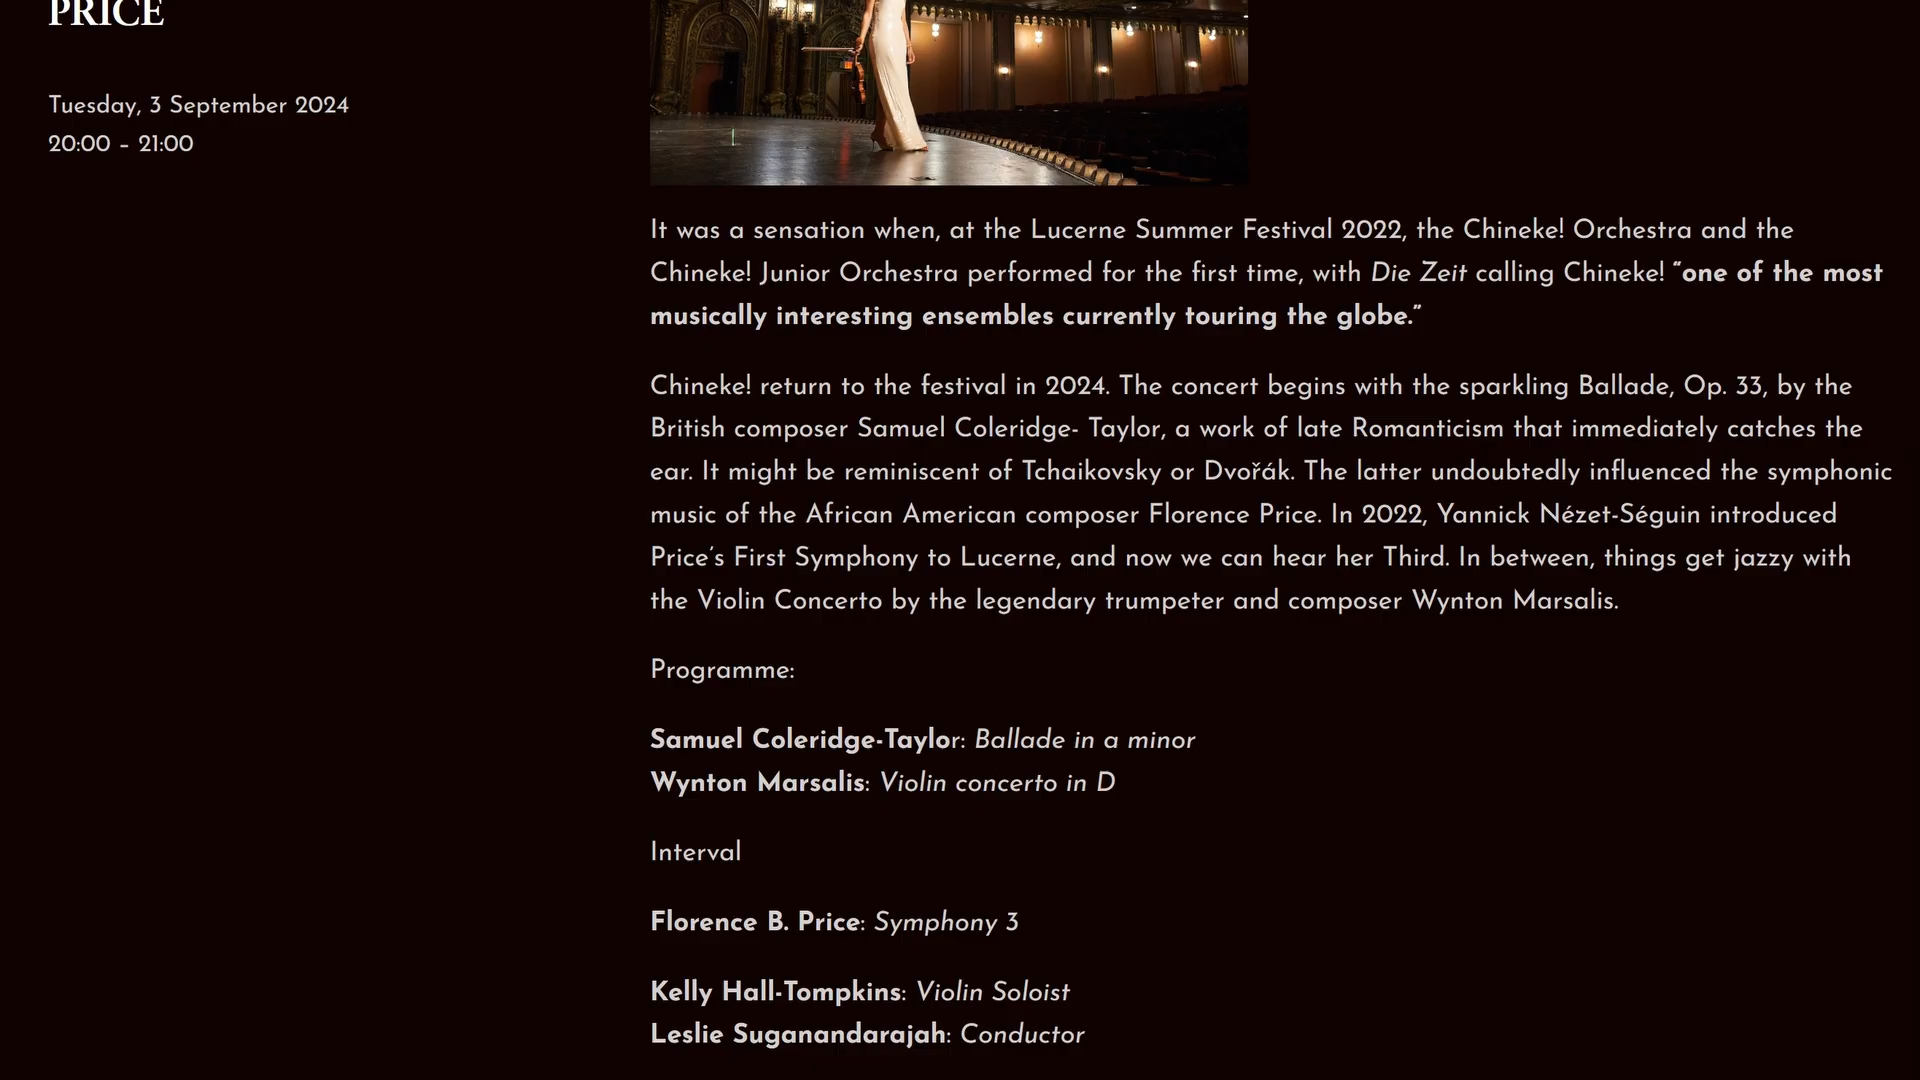 PRICE
Tuesday, 3 September 2024
20:00 – 21:00
It was a sensation when, at the Lucerne Summer Festival 2022, the Chineke! Orchestra and the
Chineke! Junior Orchestra performed for the first time, with Die Zeit calling Chineke! “one of the most
musically interesting ensembles currently touring the globe.”
Chineke! return to the festival in 2024. The concert begins with the sparkling Ballade, Op. 33, by the
British composer Samuel Coleridge- Taylor, a work of late Romanticism that immediately catches the
ear. It might be reminiscent of Tchaikovsky or Dvořák. The latter undoubtedly influenced the symphonic
music of the African American composer Florence Price. In 2022, Yannick Nézet-Séguin introduced
Price’s First Symphony to Lucerne, and now we can hear her Third. In between, things get jazzy with
the Violin Concerto by the legendary trumpeter and composer Wynton Marsalis.
Programme:
Samuel Coleridge-Taylor: Ballade in a minor
Wynton Marsalis: Violin concerto in D
Interval
Florence B. Price: Symphony 3
Kelly Hall-Tompkins: Violin Soloist
Leslie Suganandarajah: Conductor